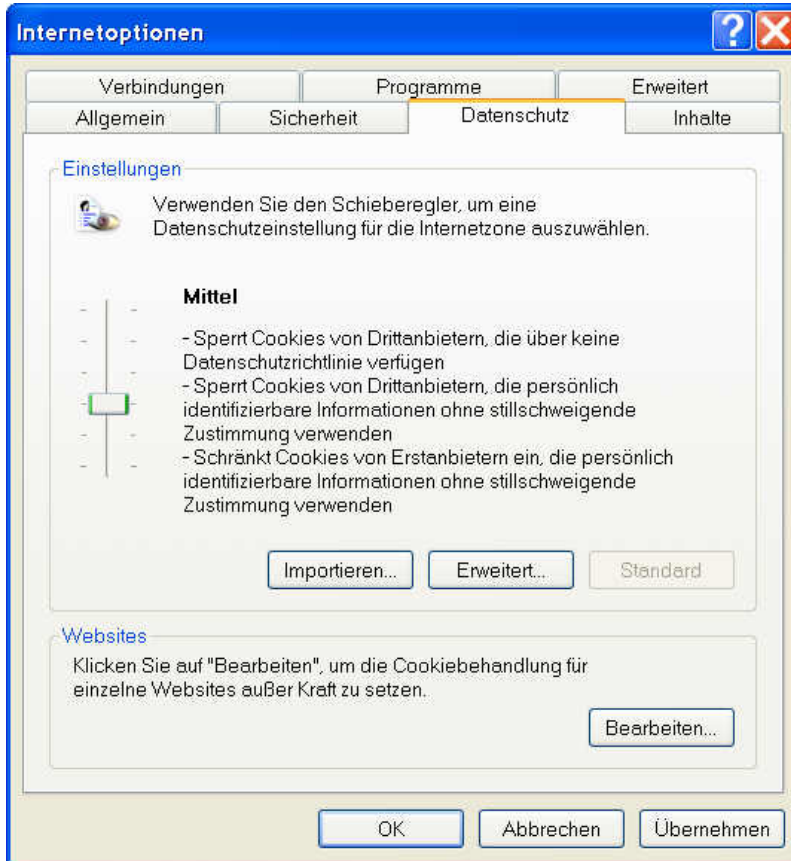 Internetoptionen
Verbindungen Programme Erweitert
Allgemein Sicherheit Datenschutz Inhalte
Einstellungen
Verwenden Sie den Schieberegler, um eine
Datenschutzeinstellung für die Internetzone auszuwählen.
Mittel
- Sperrt Cookies von Drittanbietern, die über keine
Datenschutzrichtlinie verfügen
- Sperrt Cookies von Drittanbietern, die persönlich
identifizierbare Informationen ohne stillschweigende
Zustimmung verwenden
- Schränkt Cookies von Erstanbietern ein, die persönlich
identifizierbare Informationen ohne stillschweigende
Zustimmung verwenden
Importieren... Erweitert... Standard
Websites
Klicken Sie auf "Bearbeiten", um die Cookiebehandlung für
einzelne Websites außer Kraft zu setzen.
Bearbeiten...
OK Abbrechen Übernehmen